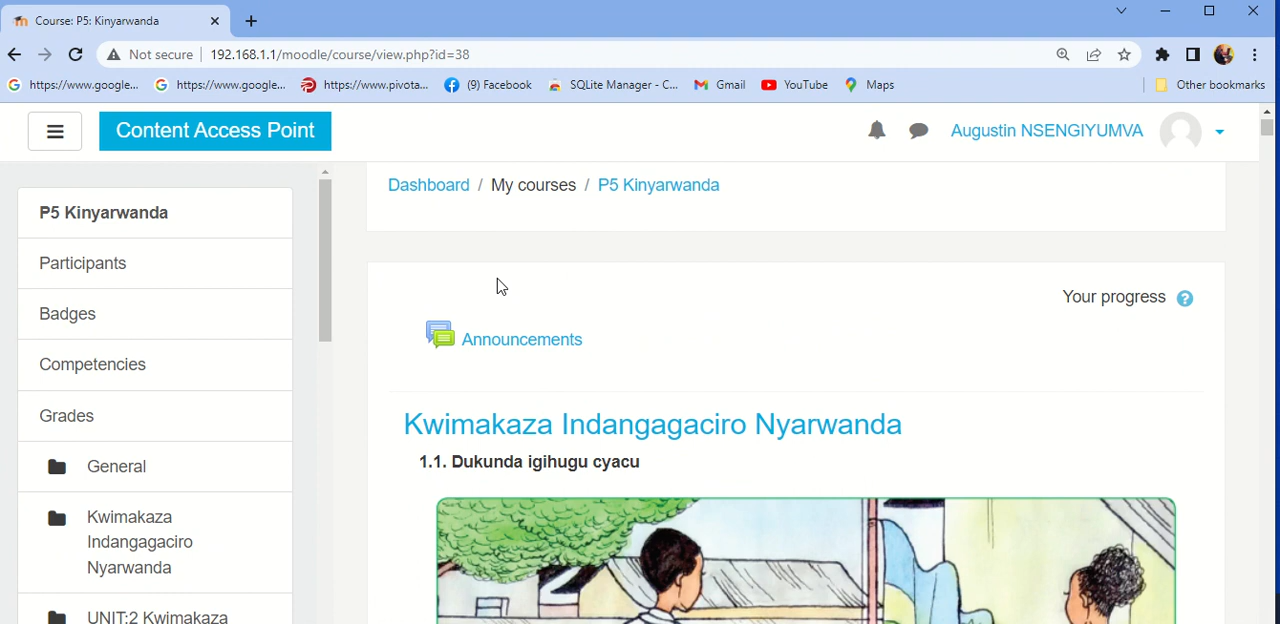 Course: P5: Kinyarwanda
Not secure 192.168.1.1/moodle/course/view.php?id=38
https://www.google... https://www.google... https://www.pivota... (9) Facebook SQLite Manager - C... Gmail YouTube Maps Other bookmarks
Content Access Point Augustin NSENGIYUMVA
Dashboard / My courses / P5 Kinyarwanda
P5 Kinyarwanda
Participants
Badges
Competencies
Grades
General
Kwimakaza
Indangagaciro
Nyarwanda
UNIT:2 Kwimakaza
Your progress ?
Announcements
Kwimakaza Indangagaciro Nyarwanda
1.1. Dukunda igihugu cyacu